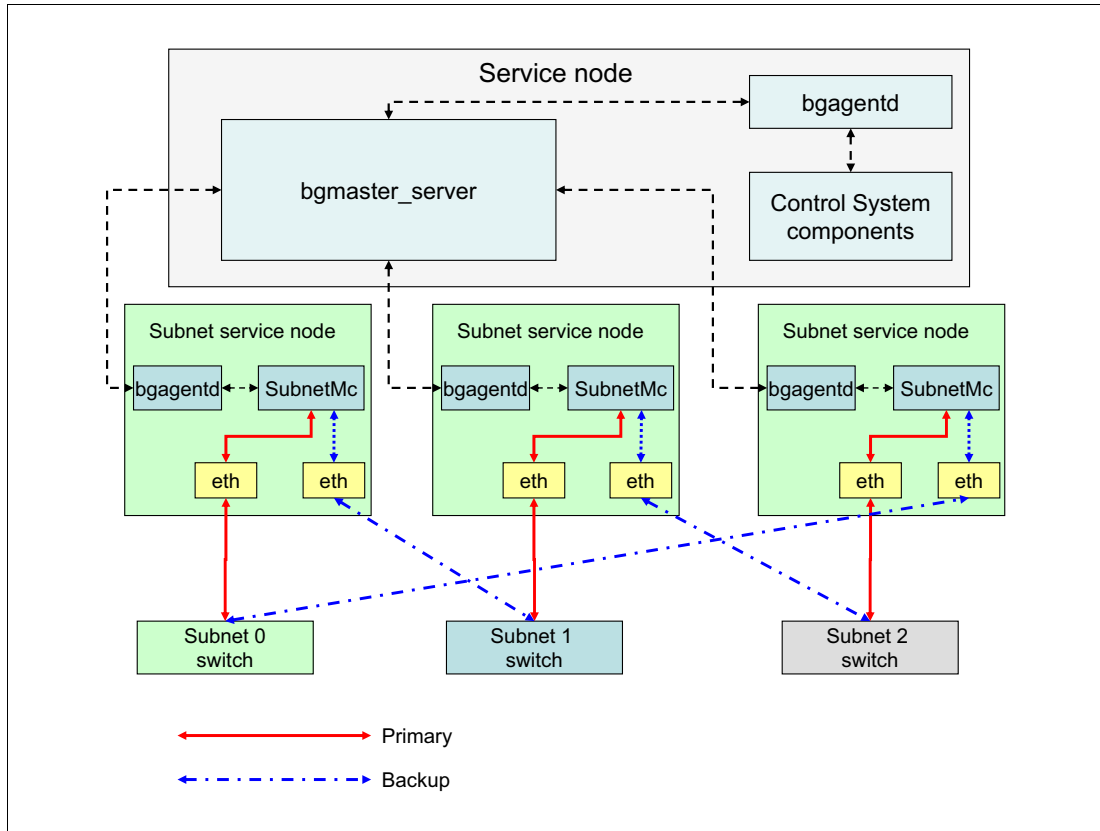 Service node
bgagentd
bgmaster_server
Control System
components
Subnet service node
Subnet service node
Subnet service node
bgagentd
SubnetMc
bgagentd
SubnetMc
bgagentd
SubnetMc
eth
eth
eth
eth
eth
eth
Subnet 0
switch
Subnet 1
switch
Subnet 2
switch
Primary
Backup